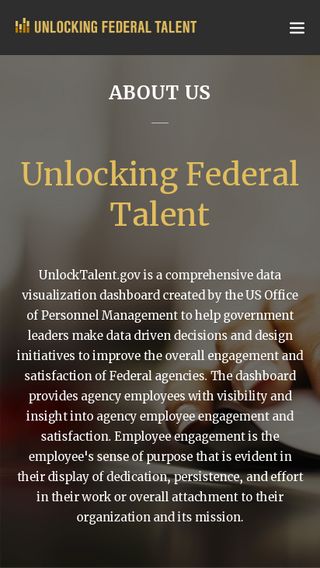 UNLOCKING FEDERAL TALENT
ABOUT US
Unlocking Federal
Talent
UnlockTalent.gov is a comprehensive data
visualization dashboard created by the US Office
of Personnel Management to help government
leaders make data driven decisions and design
initiatives to improve the overall engagement and
satisfaction of Federal agencies. The dashboard
provides agency employees with visibility and
insight into agency employee engagement and
satisfaction. Employee engagement is the
employee's sense of purpose that is evident in
their display of dedication, persistence, and effort
in their work or overall attachment to their
organization and its mission.